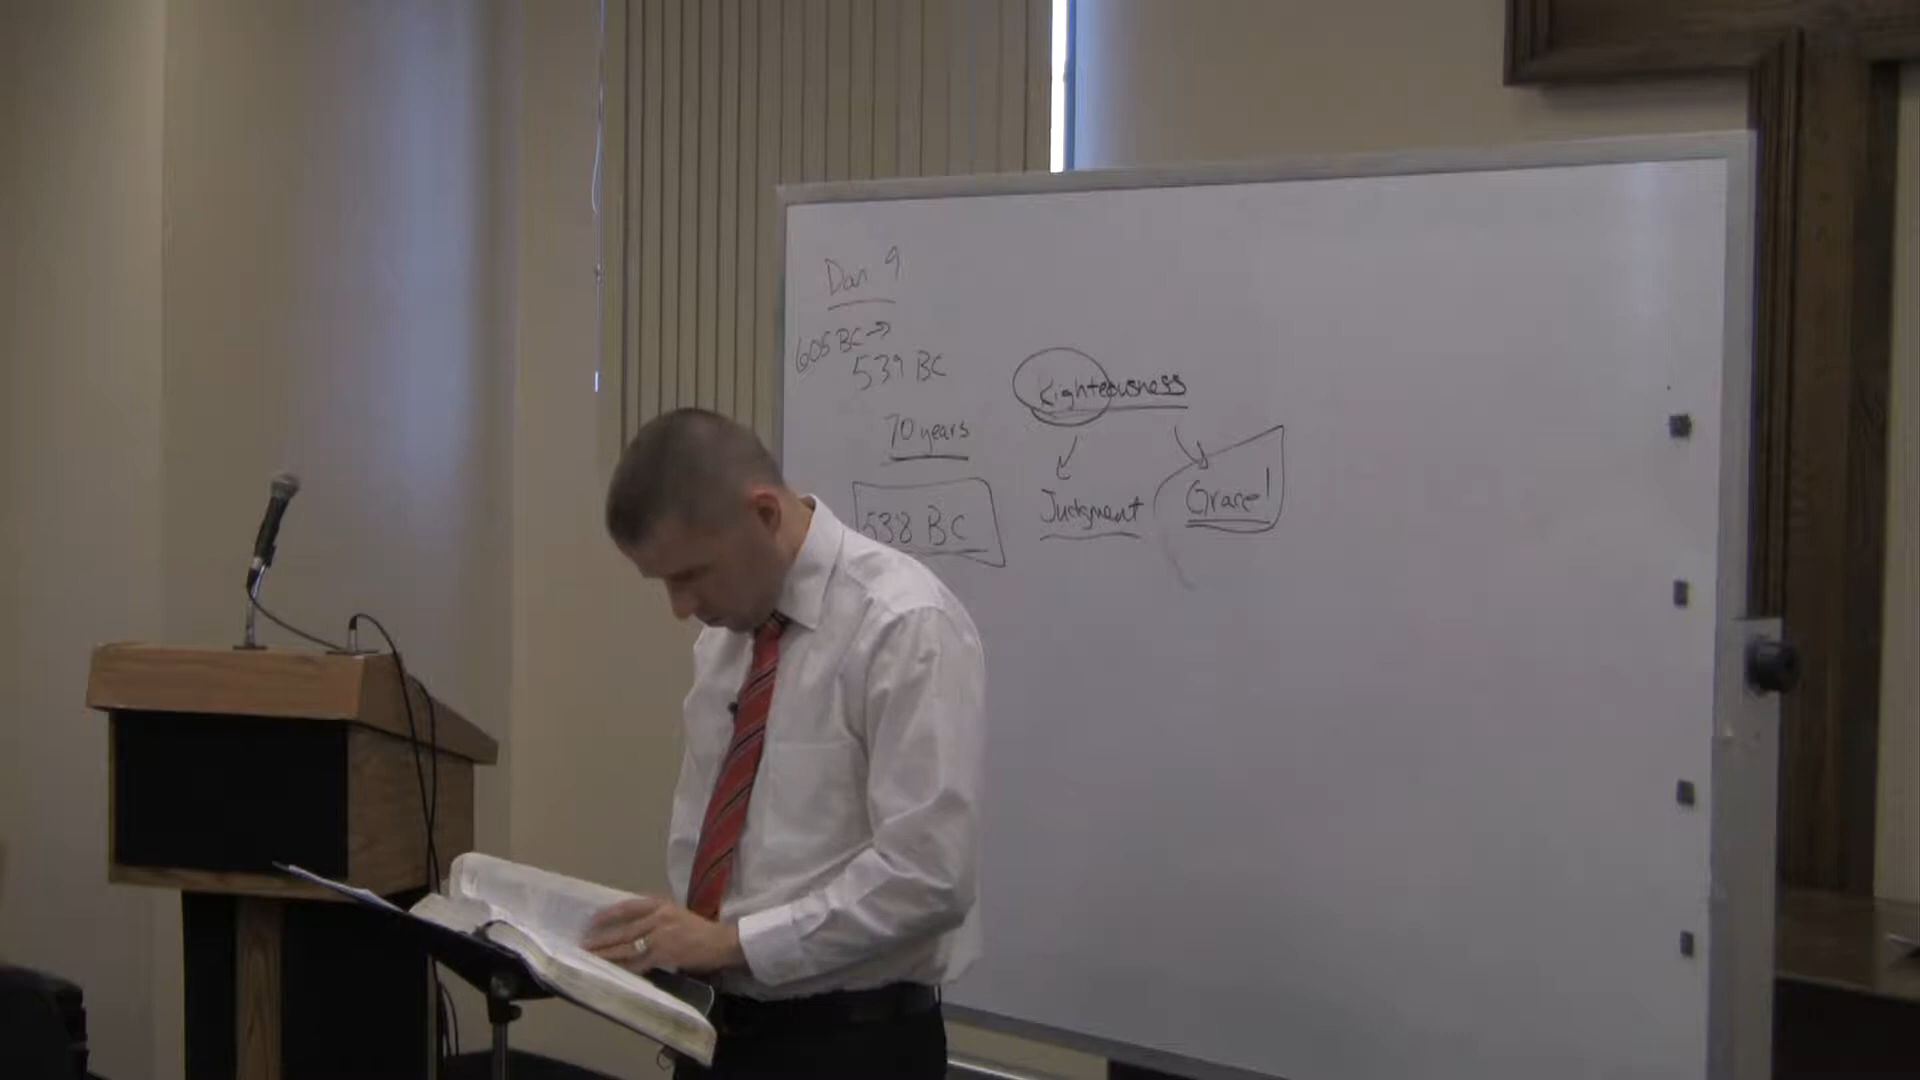 Dan 9
605 BC →
539 BC
70 years
538 BC
Righteousness
Judgment
Grace!